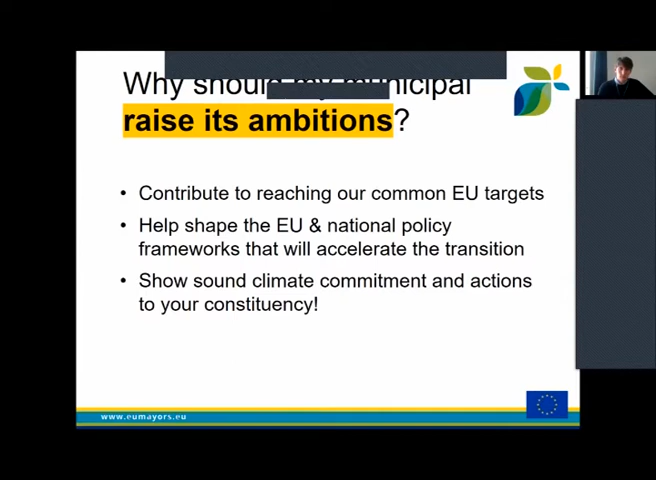 Why should my municipal
raise its ambitions?
• Contribute to reaching our common EU targets
• Help shape the EU & national policy
frameworks that will accelerate the transition
• Show sound climate commitment and actions
to your constituency!
www.eumayors.eu